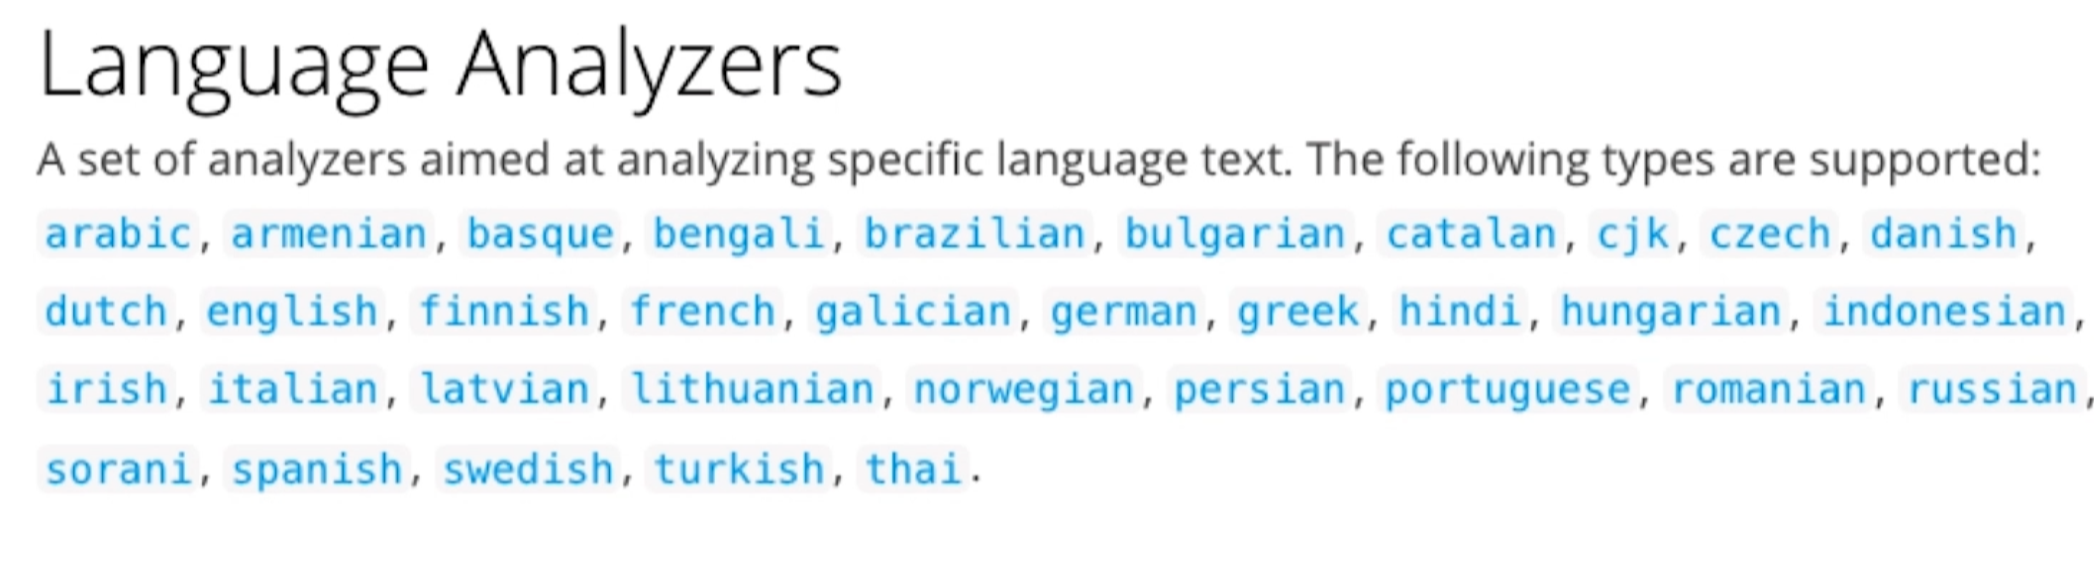 Language Analyzers
A set of analyzers aimed at analyzing specific language text. The following types are supported:
arabic, armenian, basque, bengali, brazilian, bulgarian, catalan, cjk, czech, danish,
dutch, english, finnish, french, galician, german, greek, hindi, hungarian, indonesian,
irish, italian, latvian, lithuanian, norwegian, persian, portuguese, romanian, russian,
sorani, spanish, swedish, turkish, thai.